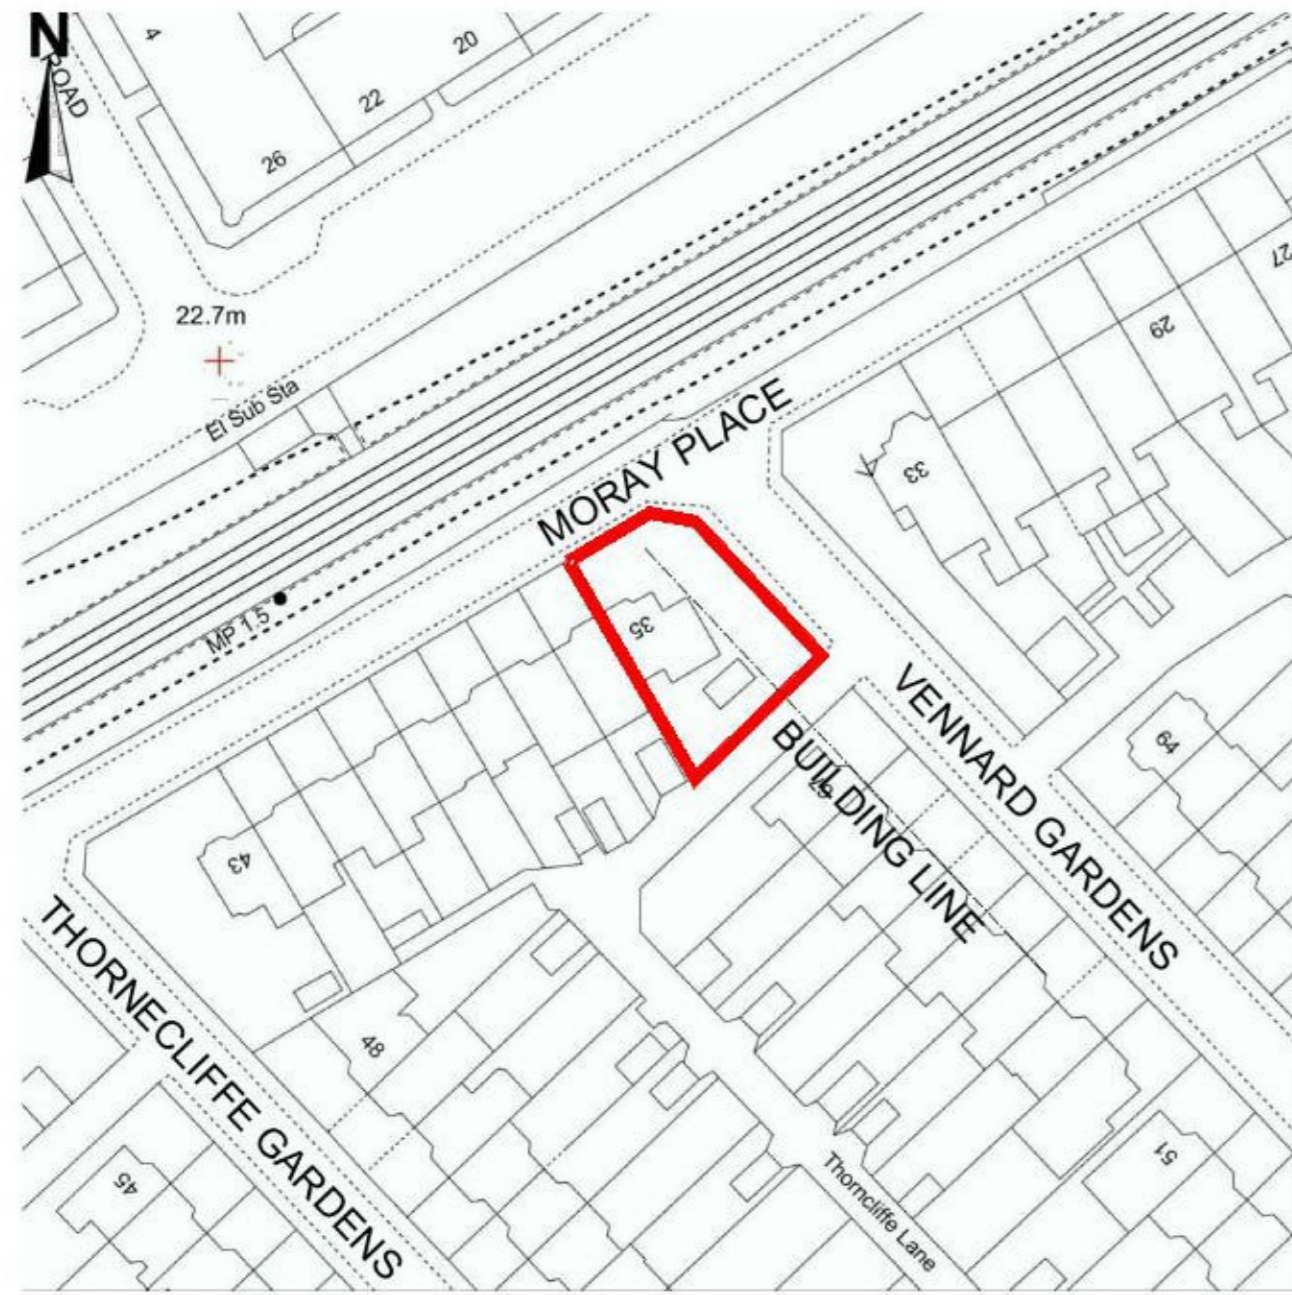 N
ROAD
4
20
22
26
22.7m
El Sub Sta
27
29
33
MORAY PLACE
MP 1.5
35
VENNARD GARDENS
64
BUILDING LINE
43
THORNECLIFFE GARDENS
48
45
51
Thorncliffe Lane